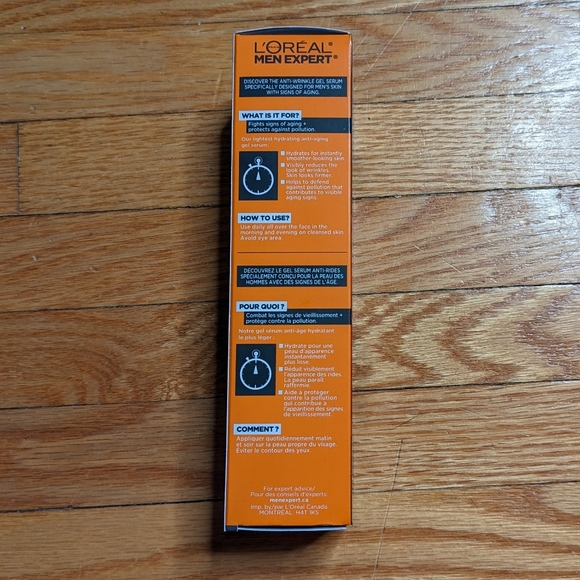 L'ORÉAL®
MEN EXPERT®
DISCOVER THE ANTI-WRINKLE GEL SERUM
SPECIFICALLY DESIGNED FOR MEN'S SKIN
WITH SIGNS OF AGING.
WHAT IS IT FOR?
Fights signs of aging +
protects against pollution.
Our lightest hydrating anti-aging
gel serum:
Hydrates for instantly
smoother-looking skin
Visibly reduces the
look of wrinkles.
Skin looks firmer.
Helps to defend
against pollution that
contributes to visible
aging signs.
HOW TO USE?
Use daily all over the face in the
morning and evening on cleansed skin.
Avoid eye area.
DÉCOUVREZ LE GEL SÉRUM ANTI-RIDES
SPÉCIALEMENT CONÇU POUR LA PEAU DES
HOMMES AVEC DES SIGNES DE L'ÂGE.
POUR QUOI ?
Combat les signes de vieillissement +
protège contre la pollution.
Notre gel sérum anti-âge hydratant
le plus léger :
Hydrate pour une
peau d'apparence
instantanément
plus lisse.
Réduit visiblement
l'apparence des rides.
La peau paraît
raffermie.
Aide à protéger
contre la pollution
qui contribue à
l'apparition des signes
de vieillissement.
COMMENT ?
Appliquer quotidiennement matin
et soir sur la peau propre du visage.
Éviter le contour des yeux.
For expert advice/
Pour des conseils d'experts:
menexpert.ca
Imp. by/par L'Oréal Canada
MONTRÉAL H4T 1K5